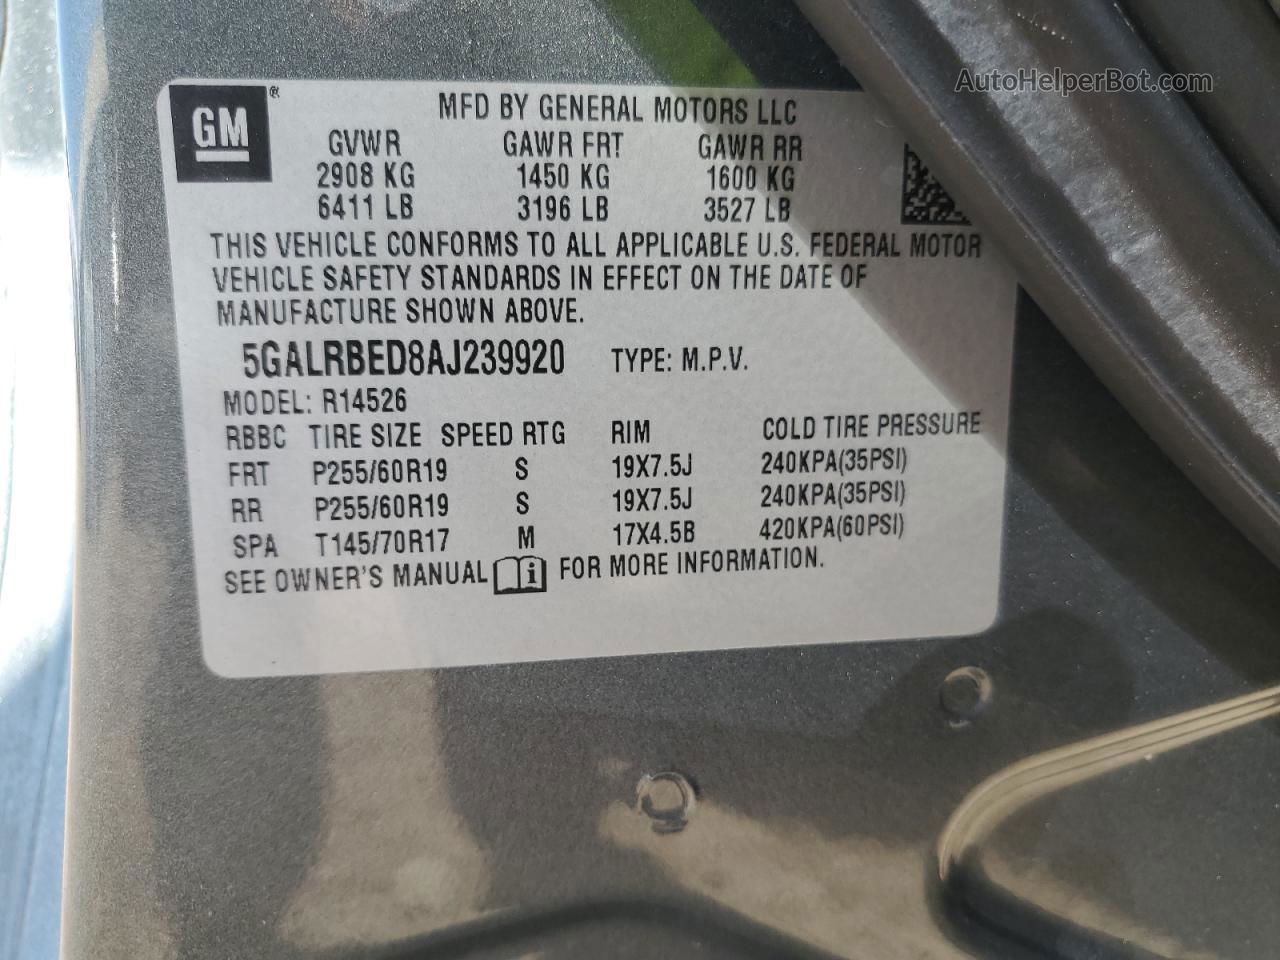 AutoHelperBot.com
GM® MFD BY GENERAL MOTORS LLC
GVWR GAWR FRT GAWR RR
2908 KG 1450 KG 1600 KG
6411 LB 3196 LB 3527 LB
THIS VEHICLE CONFORMS TO ALL APPLICABLE U.S. FEDERAL MOTOR
VEHICLE SAFETY STANDARDS IN EFFECT ON THE DATE OF
MANUFACTURE SHOWN ABOVE.
5GALRBED8AJ239920 TYPE: M.P.V.
MODEL: R14526
RBBC TIRE SIZE SPEED RTG RIM COLD TIRE PRESSURE
FRT P255/60R19 S 19X7.5J 240KPA(35PSI)
RR P255/60R19 S 19X7.5J 240KPA(35PSI)
SPA T145/70R17 M 17X4.5B 420KPA(60PSI)
SEE OWNER'S MANUAL i FOR MORE INFORMATION.